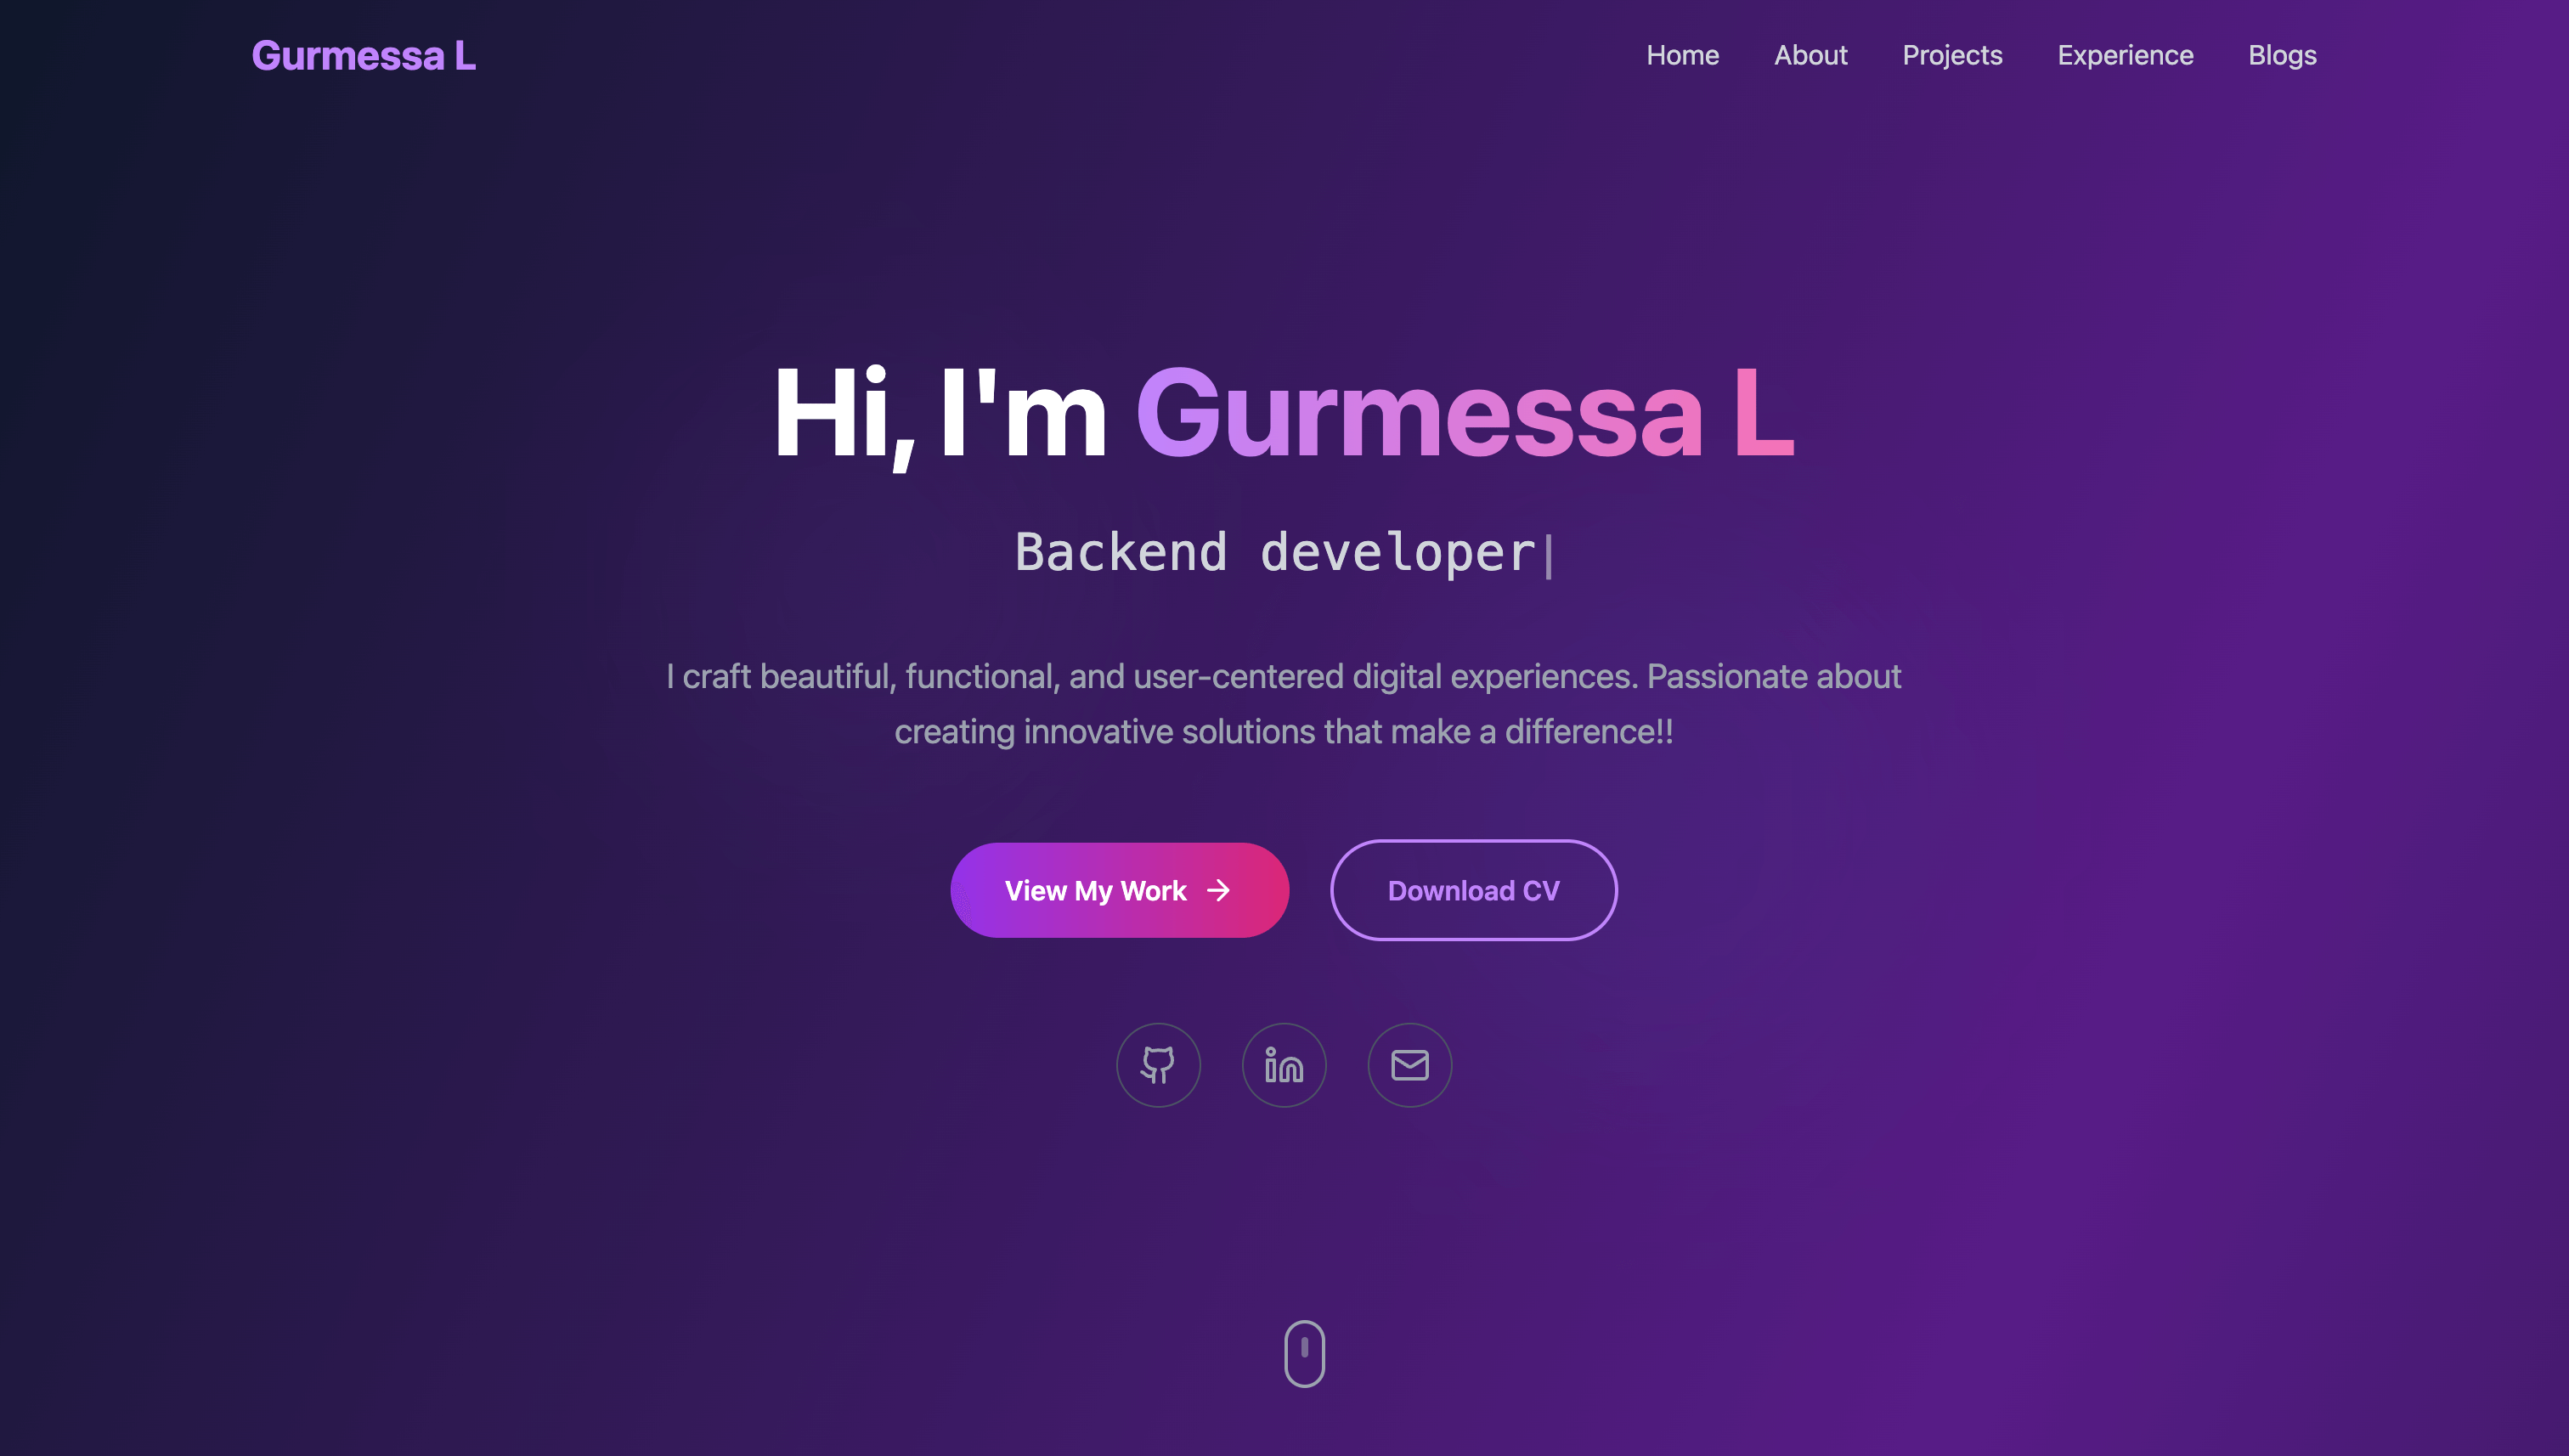 Gurmessa L
Home About Projects Experience Blogs
Hi, I'm Gurmessa L
Backend developer|
I craft beautiful, functional, and user-centered digital experiences. Passionate about
creating innovative solutions that make a difference!!
View My Work →
Download CV